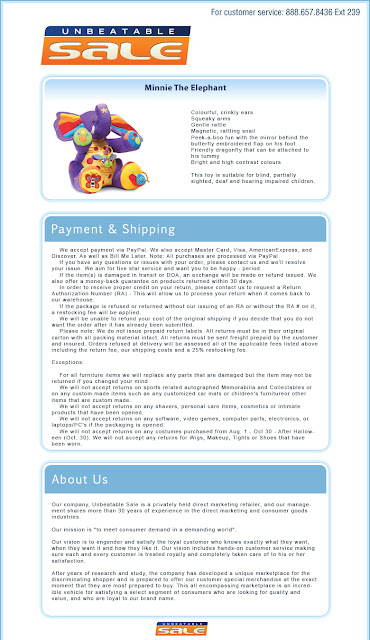 For customer service: 888.657.8436 Ext 239
UNBEATABLE
SALE
Minnie The Elephant
Colourful, crinkly ears
Squeaky arms
Gentle rattle
Magnetic, rattling snail
Peek-a-boo fun with the mirror behind the
butterfly embroidered flap on his foot
Friendly dragonfly that can be attached to
his tummy
Bright and high contrast colours
This toy is suitable for blind, partially
sighted, deaf and hearing impaired children.
Payment & Shipping
We accept payment via PayPal. We also accept Master Card, Visa, AmericanExpress, and
Discover. As well as Bill Me Later. Note: All purchases are processed via PayPal.
If you have any questions or issues with your order, please contact us and we'll resolve
your issue. We aim for five star service and want you to be happy - period.
If the item(s) is damaged in transit or DOA, an exchange will be made or refund issued. We
also offer a money-back guarantee on products returned within 30 days.
In order to receive proper credit on your return, please contact us to request a Return
Authorization Number (RA) - This will allow us to process your return when it comes back to
our warehouse.
If the package is refused or returned without our issuing of an RA or without the RA # on it,
a restocking fee will be applied.
We will be unable to refund your cost of the original shipping if you decide that you do not
want the order after it has already been submitted.
Please note: We do not issue prepaid return labels. All returns must be in their original
carton with all packing material intact. All returns must be sent freight prepaid by the customer
and insured. Orders refused at delivery will be assessed all of the applicable fees listed above
including the return fee, our shipping costs and a 25% restocking fee.
Exceptions:
For all furniture items we will replace any parts that are damaged but the item may not be
returned if you changed your mind
We will not accept returns on sports related autographed Memorabilia and Collectables or
on any custom made items such as any customized car mats or children's furnitureor other
items that are custom made.
We will not accept returns on any shavers, personal care items, cosmetics or intimate
products that have been opened.
We will not accept returns on any software, video games, computer parts, electronics, or
laptops/PC's if the packaging is opened.
We will not accept returns on any costumes purchased from Aug. 1 - Oct 30 - After Hallow-
ees (Oct. 30). We will not accept any returns for Wigs, Makeup, Tights or Shoes that have
been worn.
About Us
Our company, Unbeatable Sale is a privately held direct marketing retailer, and our manage-
ment shares more than 30 years of experience in the direct marketing and consumer goods
industries.
Our mission is "to meet consumer demand in a demanding world".
Our vision is to engender and satisfy the loyal customer who knows exactly what they want,
when they want it and how they like it. Our vision includes hands-on customer service making
sure each and every customer is treated royally and completely taken care of to his or her
satisfaction.
After years of research and study, the company has developed a unique marketplace for the
discriminating shopper and is prepared to offer our customer special merchandise at the exact
moment that they are most prepared to buy. This all encompassing marketplace is an incred-
ible vehicle for satisfying a select segment of consumers who are looking for quality and
value, and who are loyal to our brand name.
UNBEATABLE
SALE